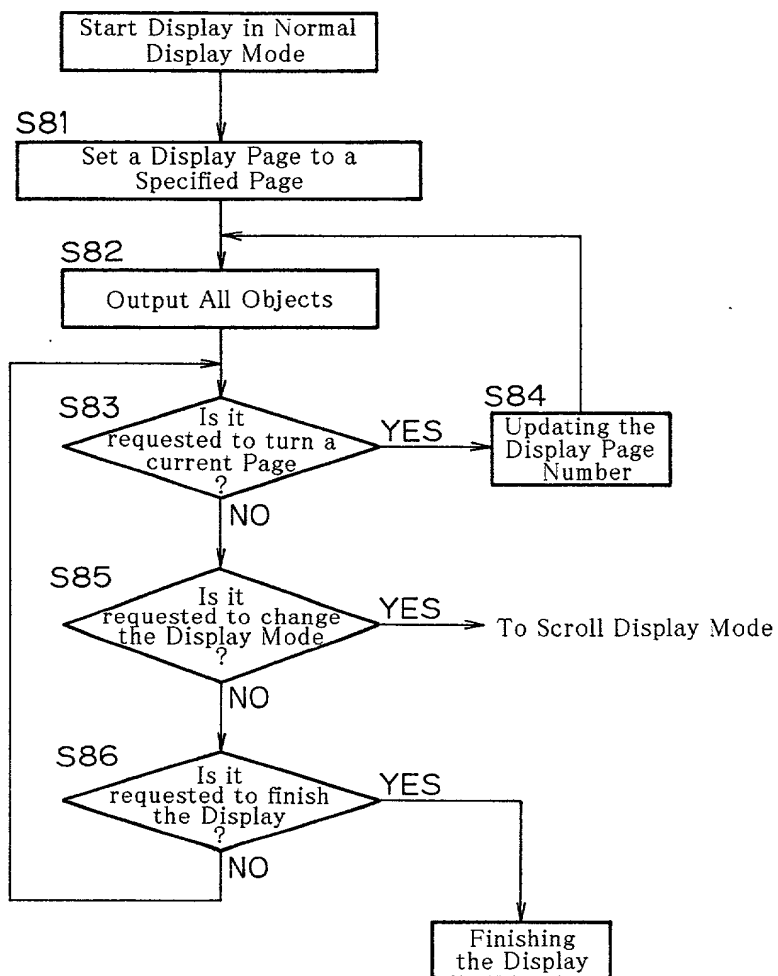 Start Display in Normal
Display Mode
S81
Set a Display Page to a
Specified Page
S82
Output All Objects
S83
Is it
requested to turn a
current Page
?
YES
S84
Updating the
Display Page
Number
NO
S85
Is it
requested to change
the Display Mode
?
YES
To Scroll Display Mode
NO
S86
Is it
requested to finish
the Display
?
YES
NO
Finishing
the Display